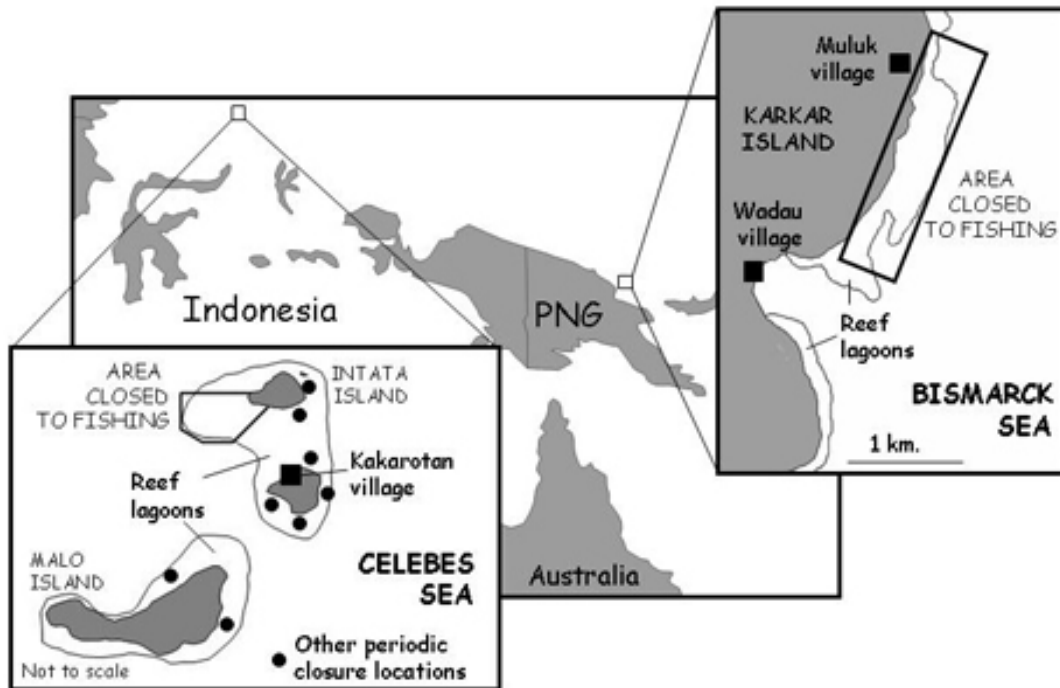 Muluk
village
KARKAR
ISLAND
AREA
CLOSED
TO FISHING
Wadau
village
Reef
lagoons
BISMARCK
SEA
1 km.
Indonesia
PNG
Australia
AREA
CLOSED
TO FISHING
INTATA
ISLAND
Kakarotan
village
Reef
lagoons
MALO
ISLAND
CELEBES
SEA
Other periodic
closure locations
Not to scale